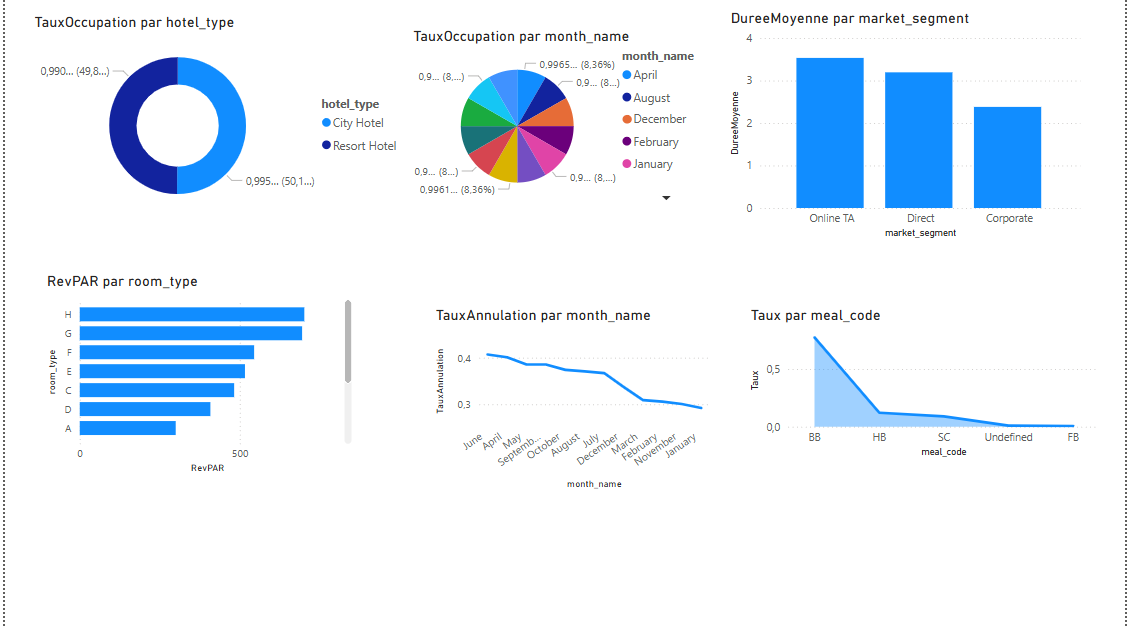 TauxOccupation par hotel_type
0,990... (49,8...)
0,995... (50,1...)
hotel_type
City Hotel
Resort Hotel
TauxOccupation par month_name
0,9965... (8,36%)
0,9... (8,...)
0,9... (8,...)
0,9961... (8,36%)
0,9... (8...)
0,9... (8,...)
month_name
April
August
December
February
January
DureeMoyenne par market_segment
DureeMoyenne
4
3
2
1
0
Online TA
Direct
Corporate
market_segment
RevPAR par room_type
room_type
H
G
F
E
C
D
A
0
500
RevPAR
TauxAnnulation par month_name
TauxAnnulation
0,4
0,3
June
April
May
Septemb...
October
August
July
December
March
February
November
January
month_name
Taux par meal_code
Taux
0,5
0,0
BB
HB
SC
Undefined
FB
meal_code